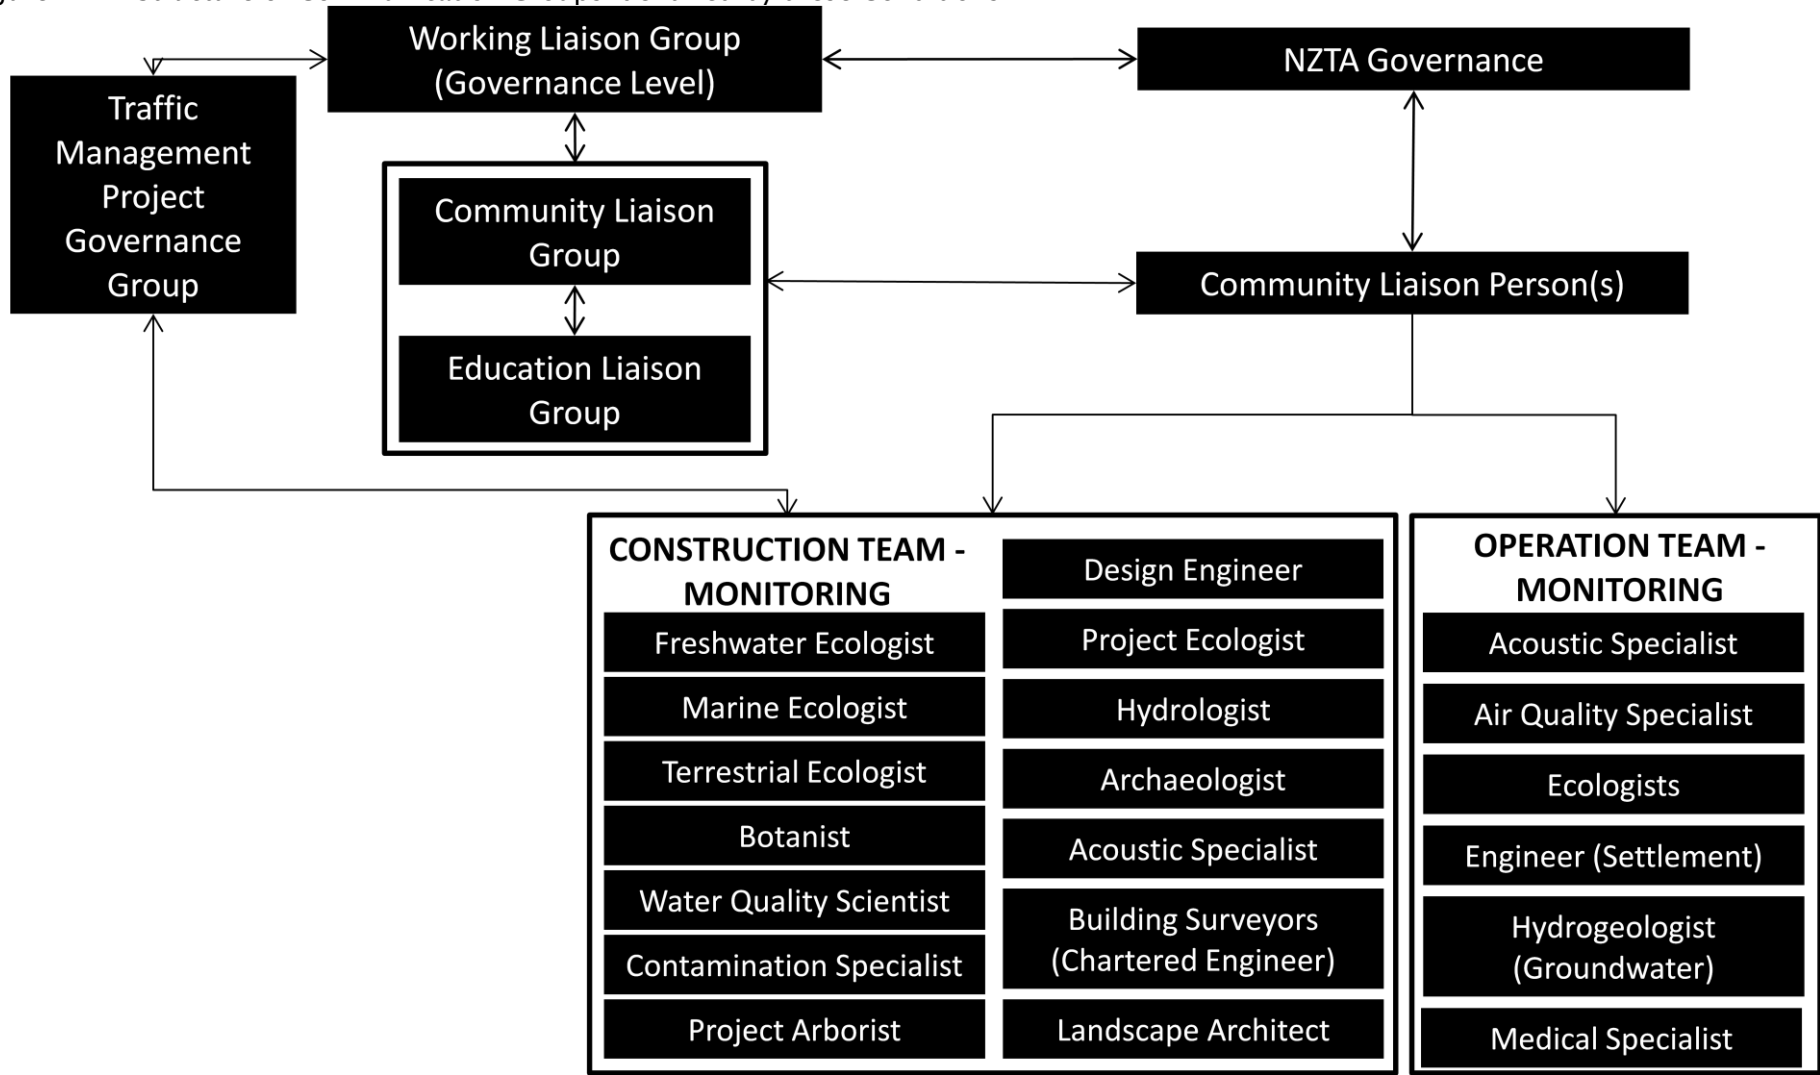 Working Liaison Group
(Governance Level)
NZTA Governance
Traffic
Management
Project
Governance
Group
Community Liaison
Group
Community Liaison Person(s)
Education Liaison
Group
CONSTRUCTION TEAM -
MONITORING
Freshwater Ecologist
Marine Ecologist
Terrestrial Ecologist
Botanist
Water Quality Scientist
Contamination Specialist
Project Arborist
Design Engineer
Project Ecologist
Hydrologist
Archaeologist
Acoustic Specialist
Building Surveyors
(Chartered Engineer)
Landscape Architect
OPERATION TEAM -
MONITORING
Acoustic Specialist
Air Quality Specialist
Ecologists
Engineer (Settlement)
Hydrogeologist
(Groundwater)
Medical Specialist